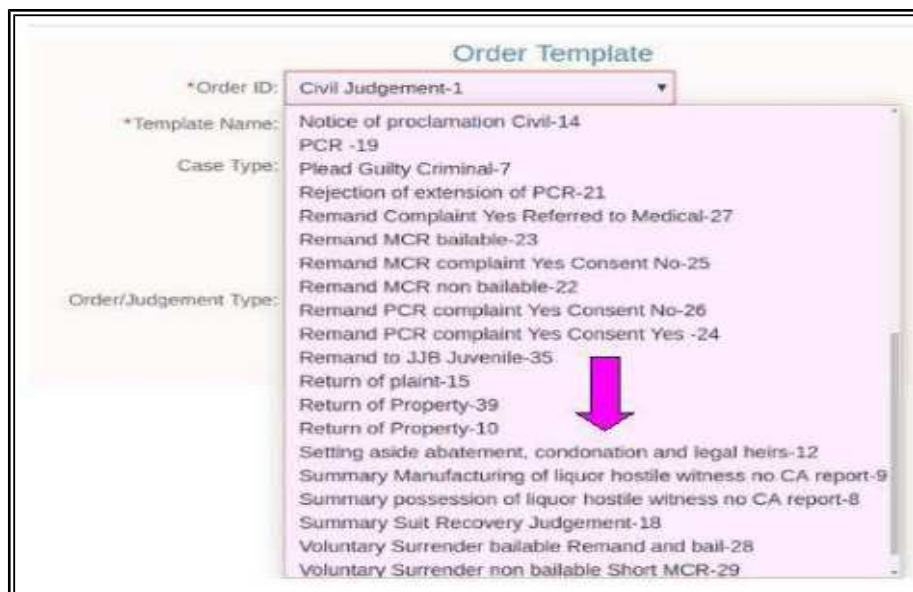 Order Template
*Order ID: Civil Judgement-1
*Template Name: Notice of proclamation Civil-14
PCR -19
Case Type: Plead Guilty Criminal-7
Rejection of extension of PCR-21
Remand Complaint Yes Referred to Medical-27
Remand MCR bailable-23
Remand MCR complaint Yes Consent No-25
Remand MCR non bailable-22
Order/Judgement Type: Remand PCR complaint Yes Consent No-26
Remand PCR complaint Yes Consent Yes -24
Remand to JJB Juvenile-35
Return of plaint-15
Return of Property-39
Return of Property-10
Setting aside abatement, condonation and legal heirs-12
Summary Manufacturing of liquor hostile witness no CA report-9
Summary possession of liquor hostile witness no CA report-8
Summary Suit Recovery Judgement-18
Voluntary Surrender bailable Remand and bail-28
Voluntary Surrender non bailable Short MCR-29